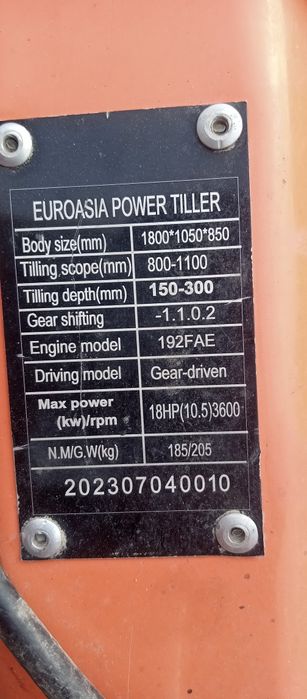 EUROASIA POWER TILLER
Body size(mm) 1800*1050*850
Tilling scope(mm) 800-1100
Tilling depth(mm) 150-300
Gear shifting -1.1.0.2
Engine model 192FAE
Driving model Gear-driven
Max power
(kw)/rpm 18HP(10.5)3600
N.M/G.W(kg) 185/205
202307040010